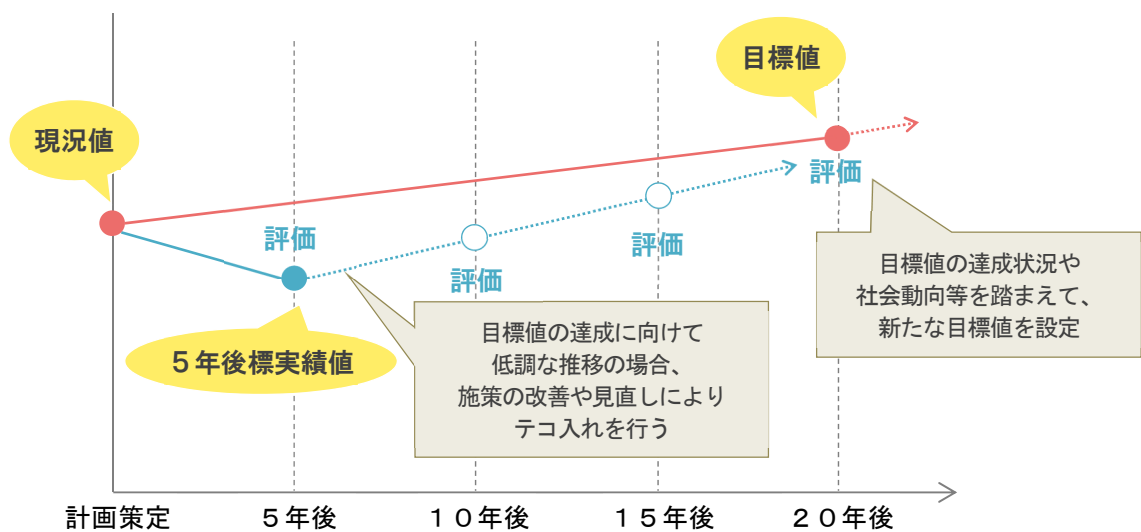 目標値
現況値
評価
評価
評価
評価
5年後標実績値
目標値の達成に向けて
低調な推移の場合、
施策の改善や見直しにより
テコ入れを行う
目標値の達成状況や
社会動向等を踏まえて、
新たな目標値を設定
計画策定
５年後
１０年後
１５年後
２０年後